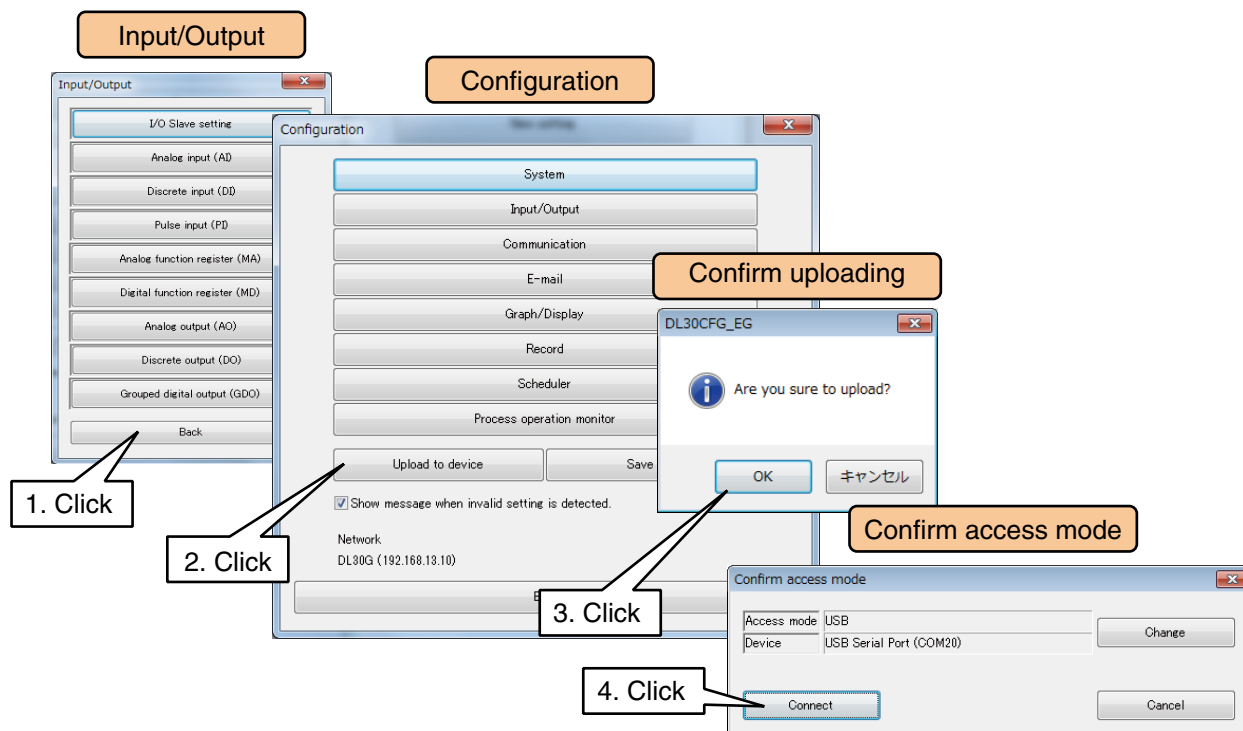 Input/Output
Input/Output
I/O Slave setting
Analog input (AI)
Discrete input (DI)
Pulse input (PI)
Analog function register (MA)
Digital function register (MD)
Analog output (AO)
Discrete output (DO)
Grouped digital output (GDO)
Back
1. Click
Configuration
Configuration
New setting
System
Input/Output
Communication
E-mail
Graph/Display
Record
Scheduler
Process operation monitor
Upload to device
Save
Show message when invalid setting is detected.
Network
DL30G (192.168.13.10)
2. Click
Confirm uploading
DL30CFG_EG
Are you sure to upload?
OK
キャンセル
3. Click
Confirm access mode
Confirm access mode
Access mode USB
Device USB Serial Port (COM20)
Change
Connect
Cancel
4. Click